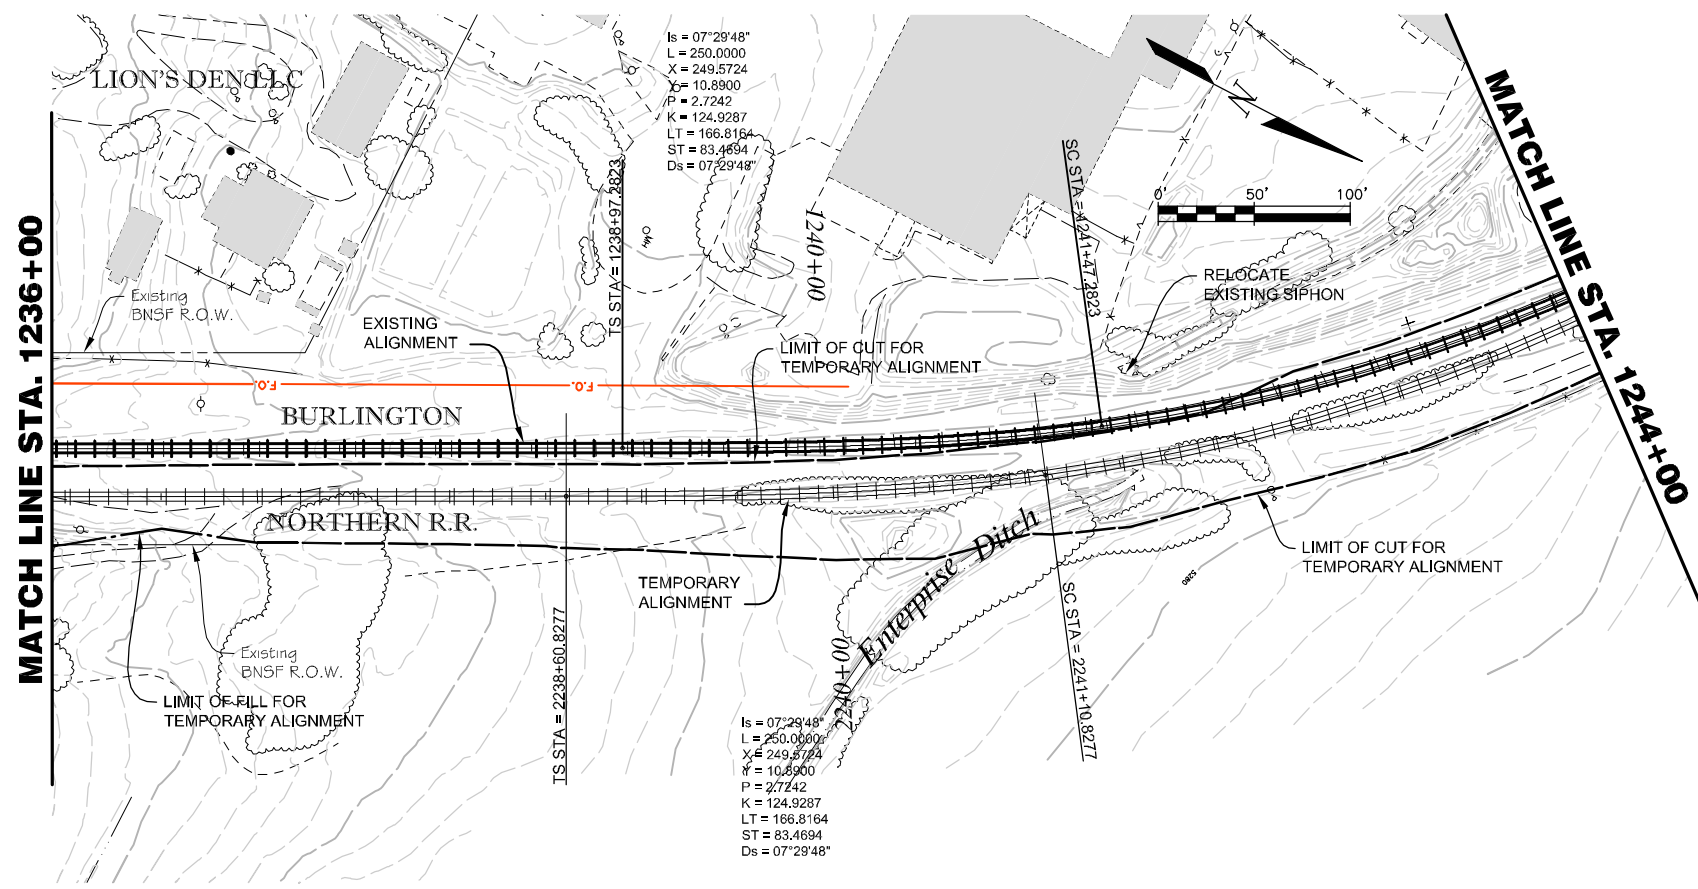 LION'S DEN LLC
Is = 07°29'48"
L = 250.0000
X = 249.5724
Y = 10.8900
P = 2.7242
K = 124.9287
LT = 166.8164
ST = 83.4694
Ds = 07°29'48"
N
0'
50'
100'
MATCH LINE STA. 1236+00
MATCH LINE STA. 1244+00
TS STA = 1238+97.2823
1240+00
SC STA = 1241+47.2823
RELOCATE
EXISTING SIPHON
Existing
BNSF R.O.W.
EXISTING
ALIGNMENT
LIMIT OF CUT FOR
TEMPORARY ALIGNMENT
F.O.
F.O.
BURLINGTON
NORTHERN R.R.
Enterprise Ditch
LIMIT OF CUT FOR
TEMPORARY ALIGNMENT
5280
TEMPORARY
ALIGNMENT
TS STA = 2238+60.8277
2240+00
SC STA = 2241+10.8277
Existing
BNSF R.O.W.
LIMIT OF FILL FOR
TEMPORARY ALIGNMENT
Is = 07°29'48"
L = 250.0000
X = 249.5724
Y = 10.8900
P = 2.7242
K = 124.9287
LT = 166.8164
ST = 83.4694
Ds = 07°29'48"